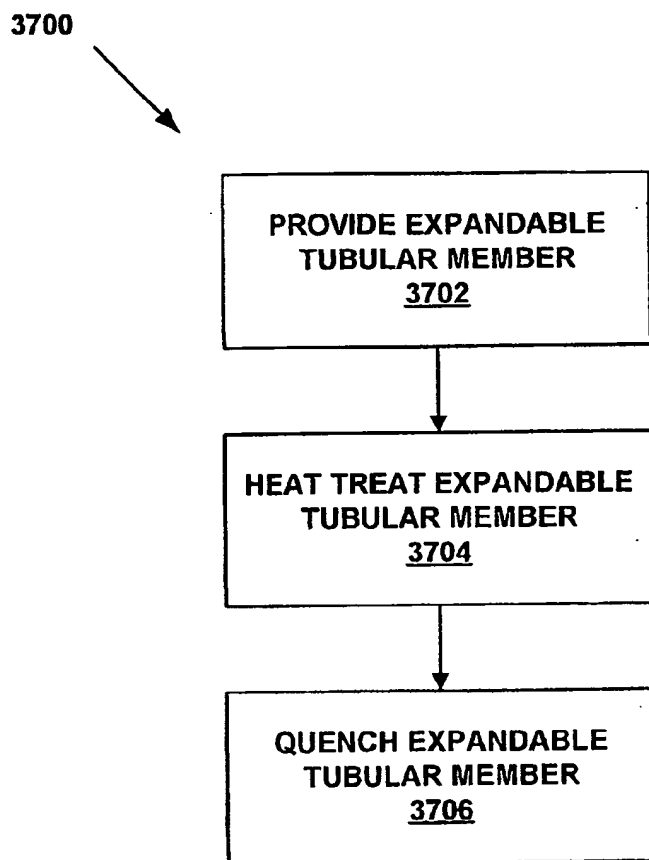 3700
PROVIDE EXPANDABLE
TUBULAR MEMBER
3702
HEAT TREAT EXPANDABLE
TUBULAR MEMBER
3704
QUENCH EXPANDABLE
TUBULAR MEMBER
3706